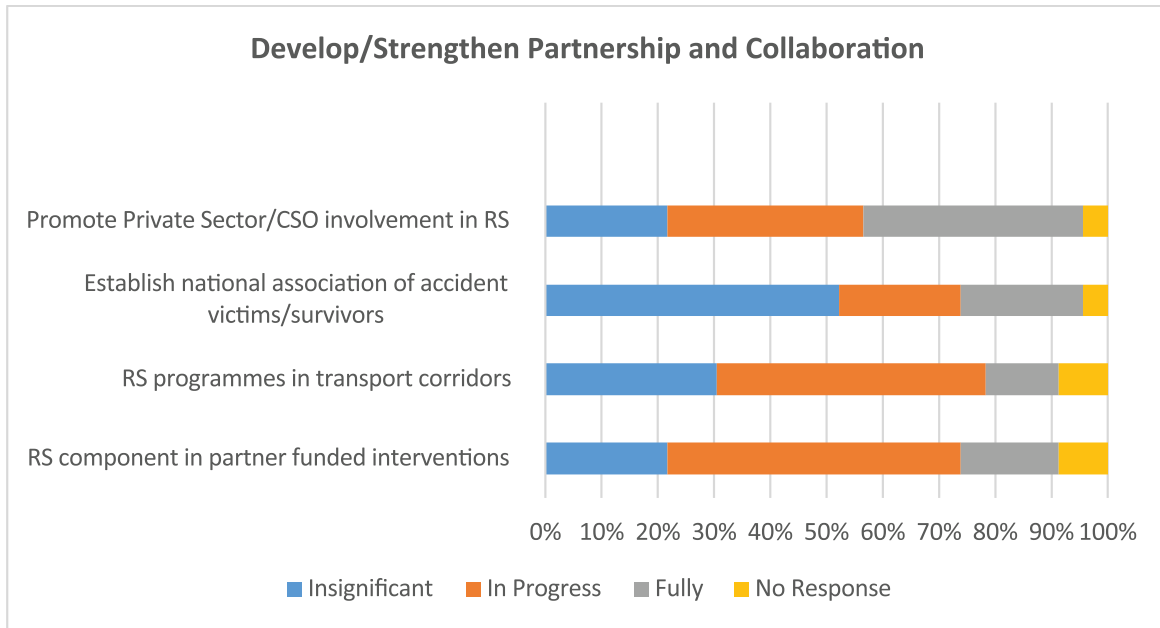 Develop/Strengthen Partnership and Collaboration
Promote Private Sector/CSO involvement in RS
Establish national association of accident
victims/survivors
RS programmes in transport corridors
RS component in partner funded interventions
0% 10% 20% 30% 40% 50% 60% 70% 80% 90% 100%
Insignificant In Progress Fully No Response